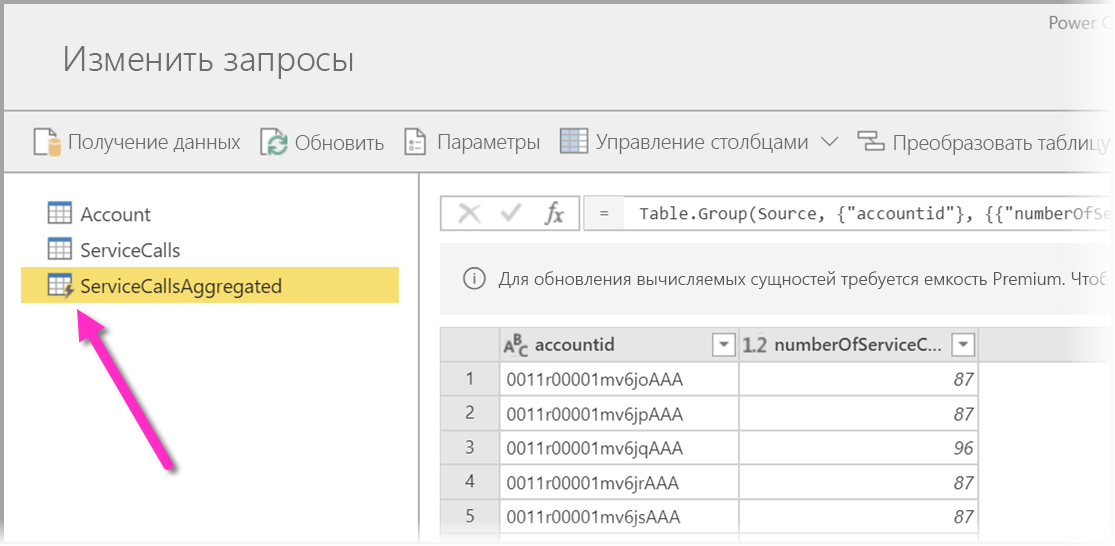 Power
Изменить запросы
Получение данных Обновить Параметры Управление столбцами Преобразовать таблицу
Account
ServiceCalls
ServiceCallsAggregated
fx = Table.Group(Source, {"accountid"}, {{"numberOfSe
Для обновления вычисляемых сущностей требуется емкость Premium. Чтоб
ABC accountid 1.2 numberOfServiceC...
1 0011r00001mv6joAAA 87
2 0011r00001mv6jpAAA 87
3 0011r00001mv6jqAAA 96
4 0011r00001mv6jrAAA 87
5 0011r00001mv6jsAAA 87